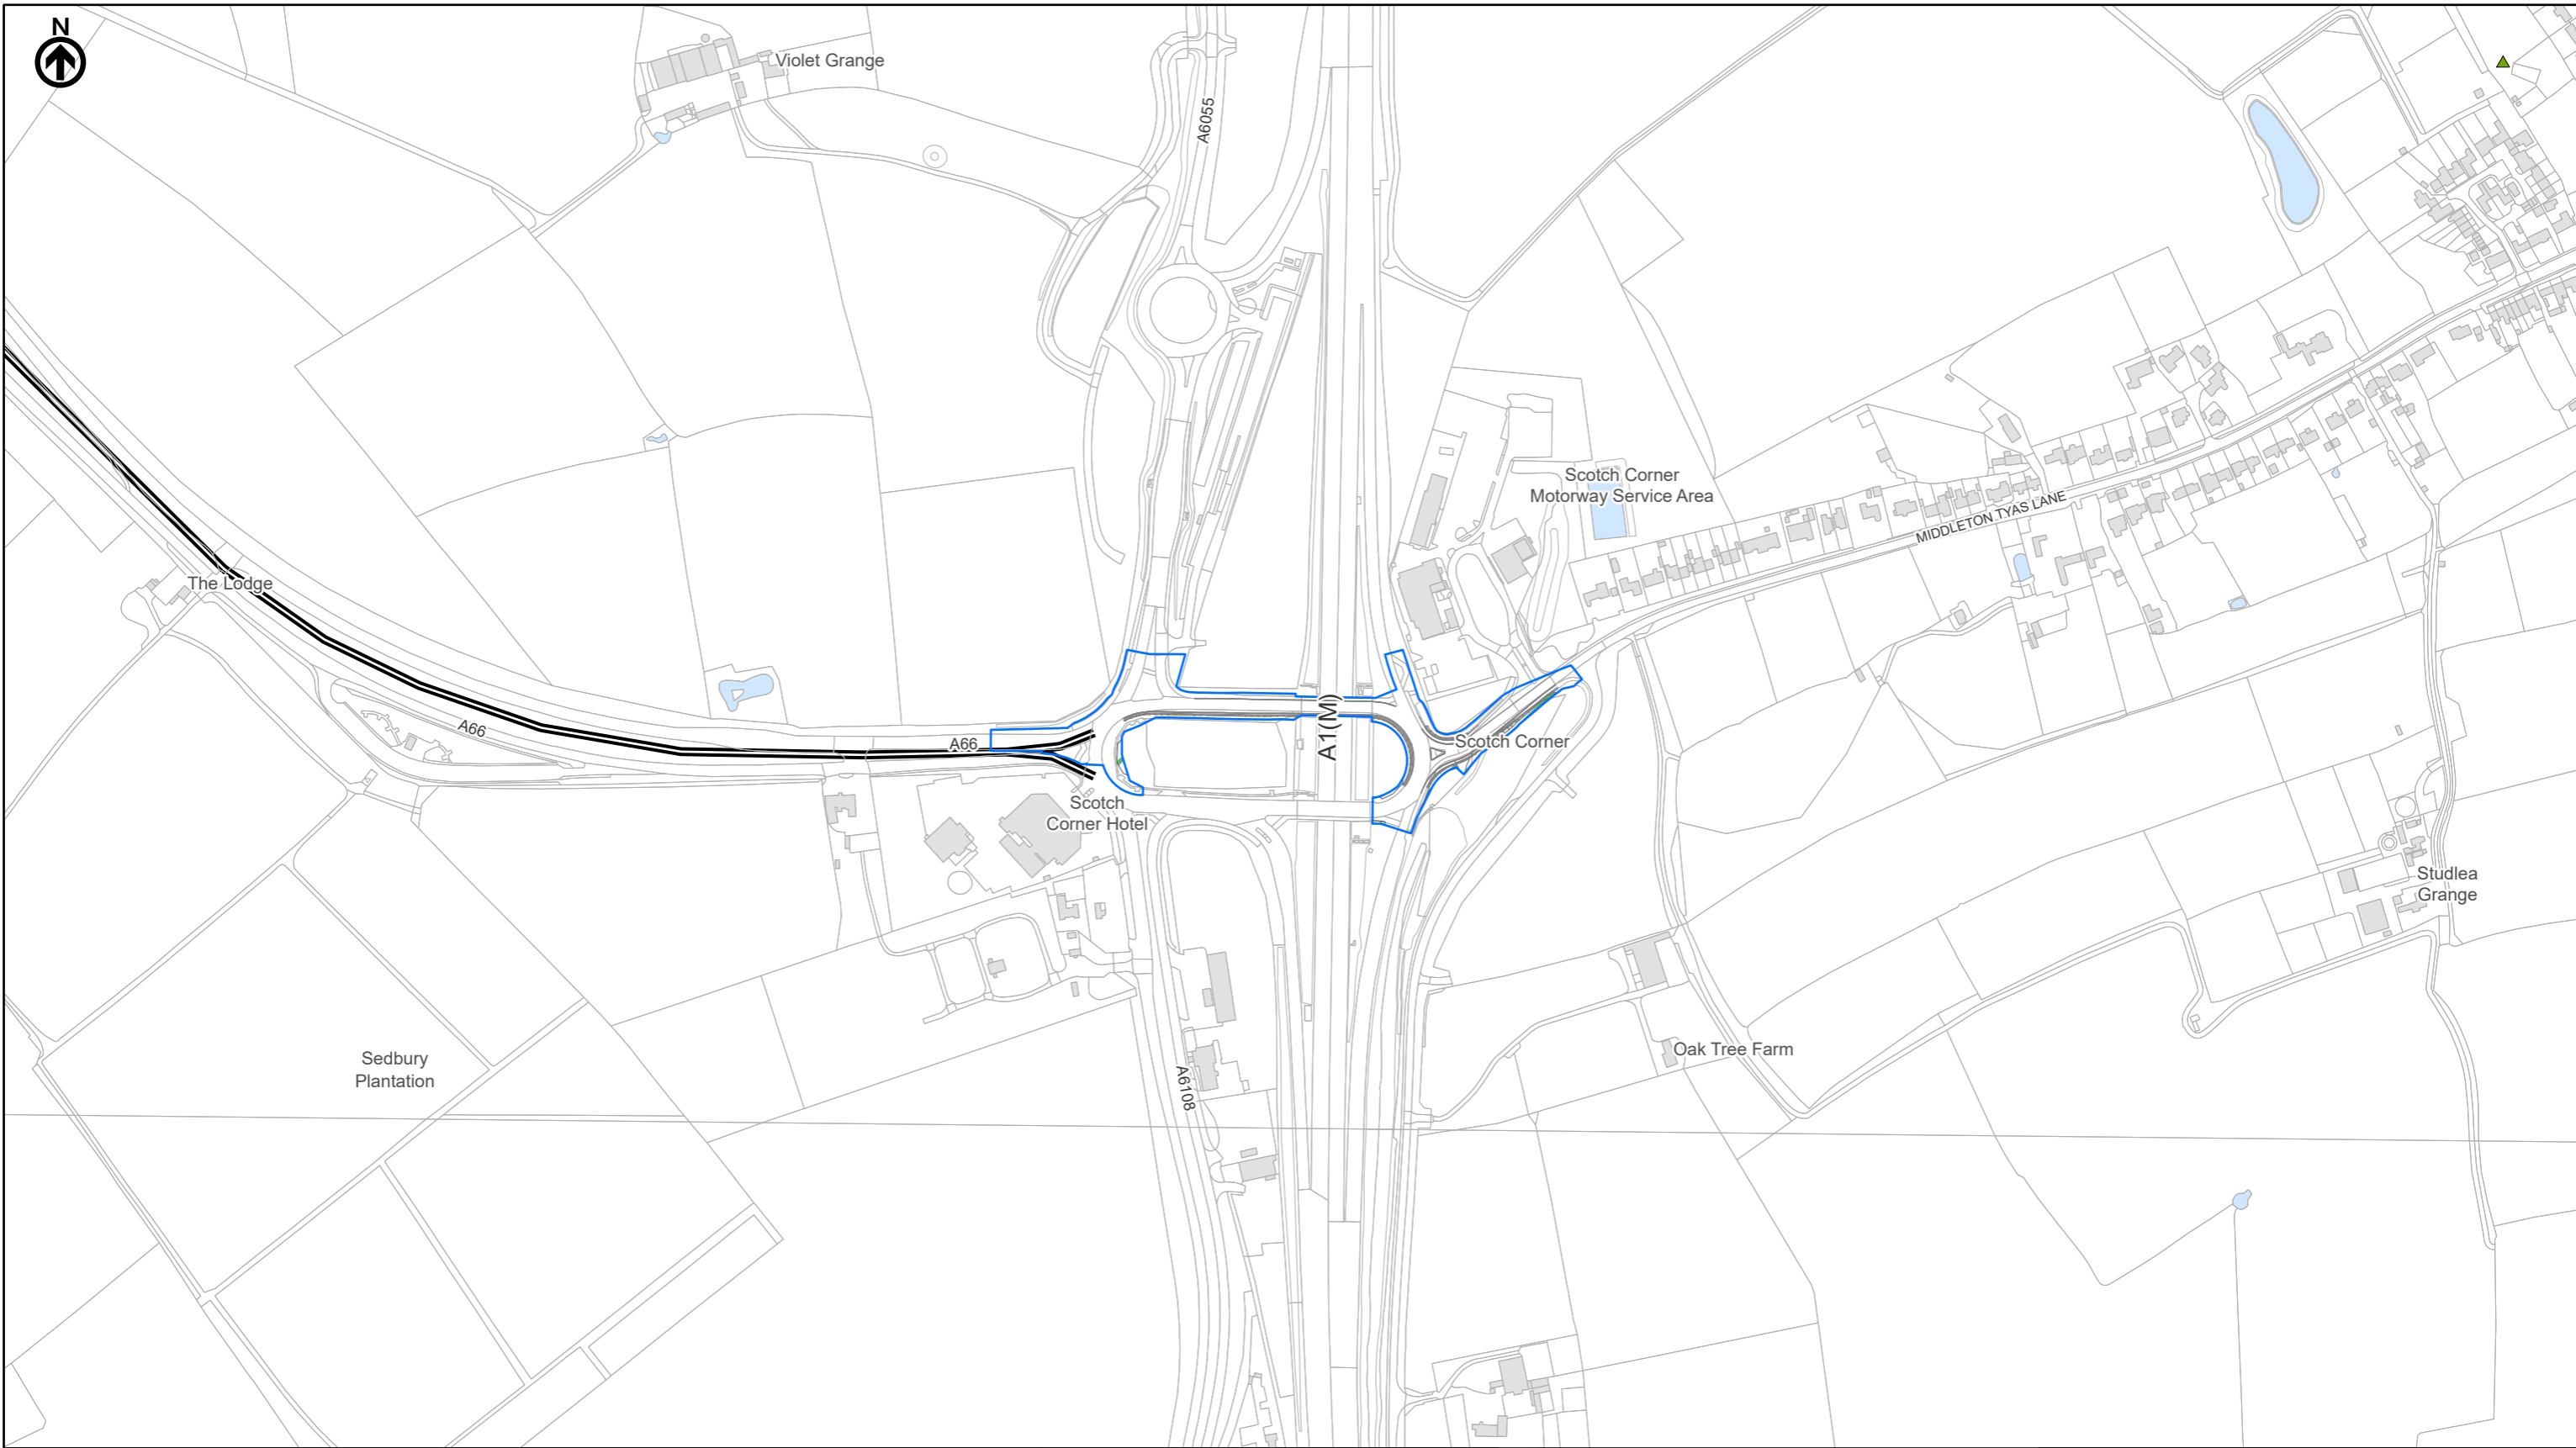 N
Violet Grange
A6055
Scotch Corner
Motorway Service Area
MIDDLETON TYAS LANE
The Lodge
A66
A66
A1(M)
Scotch Corner
Scotch
Corner Hotel
Studlea
Grange
Oak Tree Farm
Sedbury
Plantation
A6108